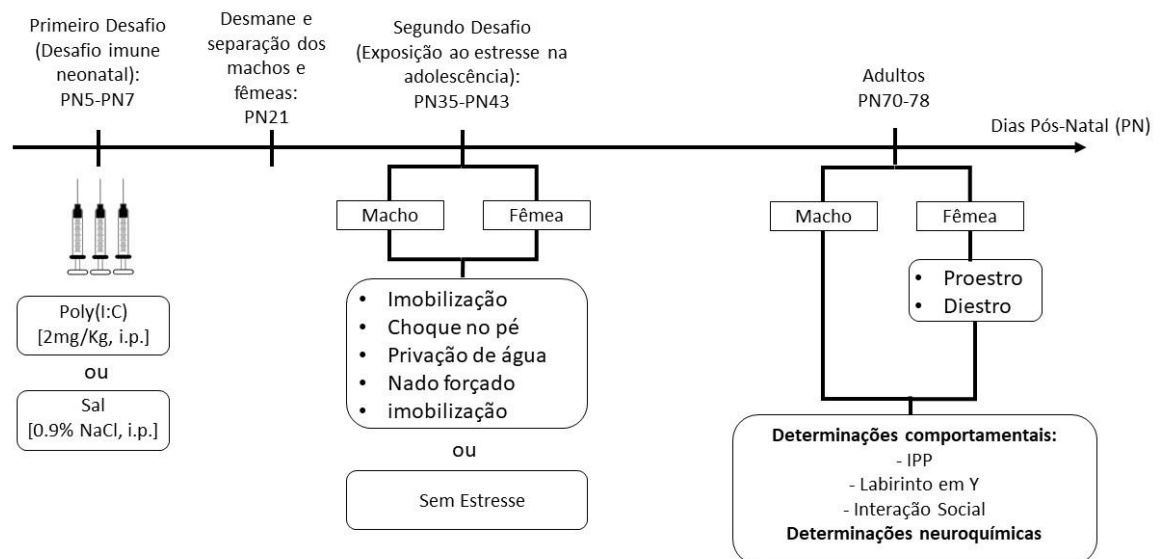 Primeiro Desafio
(Desafio imune
neonatal):
PN5-PN7
Desmane e
separação dos
machos e
fêmeas:
PN21
Segundo Desafio
(Exposição ao estresse na
adolescência):
PN35-PN43
Adultos
PN70-78
Dias Pós-Natal (PN)
Poly(I:C)
[2mg/Kg, i.p.]
ou
Sal
[0.9% NaCl, i.p.]
Macho
Fêmea
• Imobilização
• Choque no pé
• Privação de água
• Nado forçado
• imobilização
ou
Sem Estresse
Macho
Fêmea
• Proestro
• Diestro
Determinações comportamentais:
- IPP
- Labirinto em Y
- Interação Social
Determinações neuroquímicas